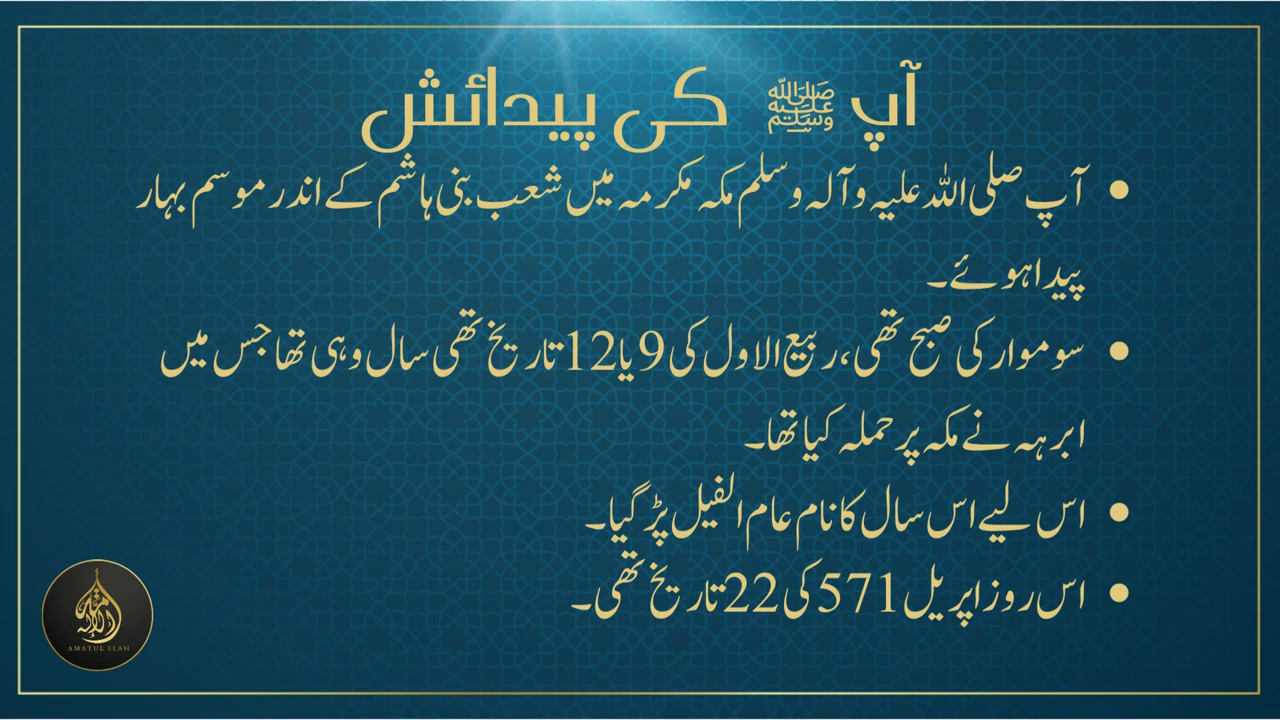 آپ ﷺ کی پیدائش
• آپ صلی اللہ علیہ وآلہ وسلم مکہ مکرمہ میں شعب بنی ہاشم کے اندر موسم بہار
پیدا ہوئے۔
• سوموار کی صبح تھی، ربیع الاول کی 9 یا 12 تاریخ تھی سال وہی تھا جس میں
ابرہہ نے مکہ پر حملہ کیا تھا۔
• اس لیے اس سال کا نام عام الفیل پڑ گیا۔
• اس روز اپریل 571 کی 22 تاریخ تھی۔
AMATUL ELAH